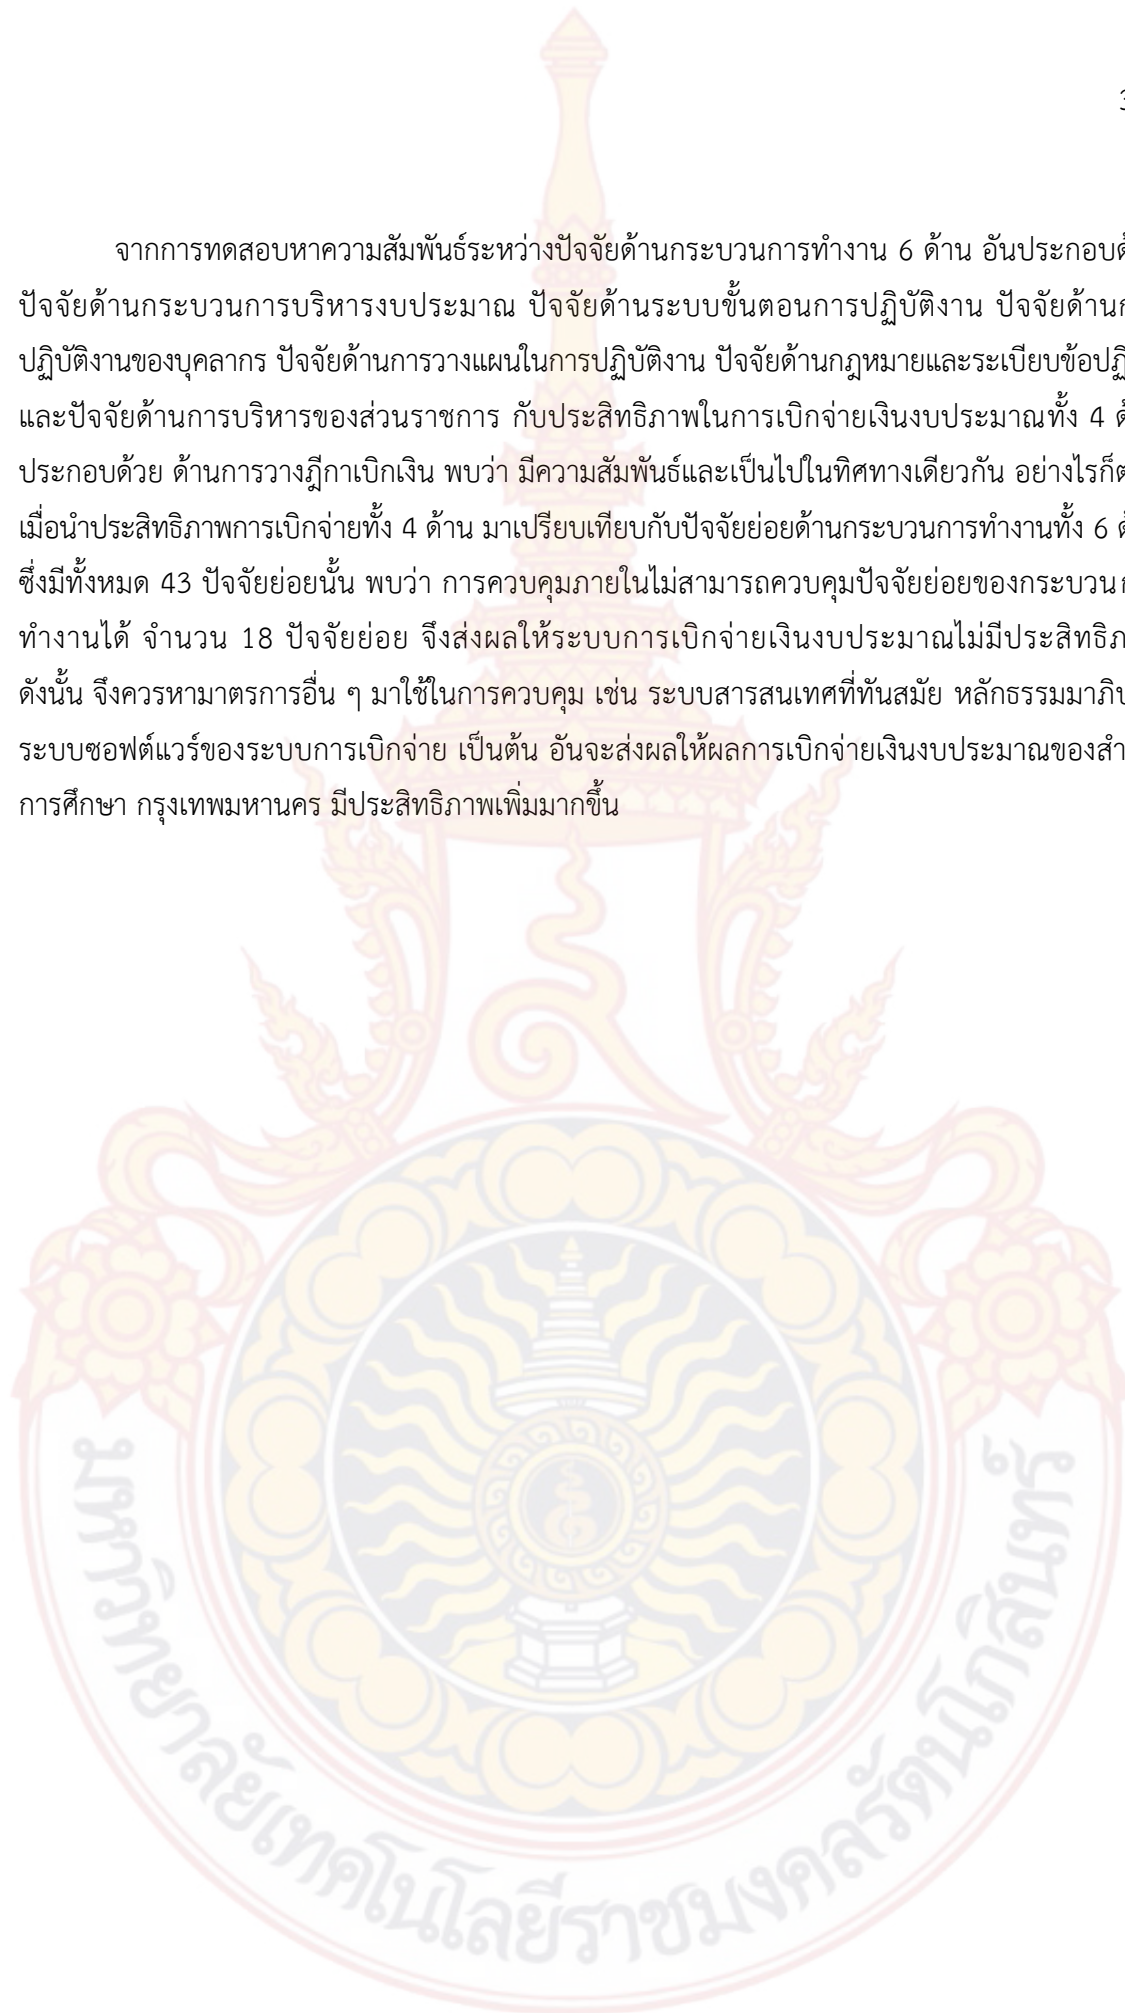 3
จากการทดสอบหาความสัมพันธ์ระหว่างปัจจัยด้านกระบวนการทำงาน 6 ด้าน อันประกอบ
ปัจจัยด้านกระบวนการบริหารงบประมาณ ปัจจัยด้านระบบขั้นตอนการปฏิบัติงาน ปัจจัยด้าน
ปฏิบัติงานของบุคลากร ปัจจัยด้านการวางแผนในการปฏิบัติงาน ปัจจัยด้านกฎหมายและระเบียบ
และปัจจัยด้านการบริหารของส่วนราชการ กับประสิทธิภาพในการเบิกจ่ายเงินงบประมาณทั้ง 4
ประกอบด้วย ด้านการวางฎีกาเบิกเงิน พบว่า มีความสัมพันธ์และเป็นไปในทิศทางเดียวกัน อย่างไรก็
เมื่อนำประสิทธิภาพการเบิกจ่ายทั้ง 4 ด้าน มาเปรียบเทียบกับปัจจัยย่อยด้านกระบวนการทำงานทั้ง 6
ซึ่งมีทั้งหมด 43 ปัจจัยย่อยนั้น พบว่า การควบคุมภายในไม่สามารถควบคุมปัจจัยย่อยของกระบวน
ทำงานได้ จำนวน 18 ปัจจัยย่อย จึงส่งผลให้ระบบการเบิกจ่ายเงินงบประมาณไม่มี
ดังนั้น จึงควรหามาตรการอื่น ๆ มาใช้ในการควบคุม เช่น ระบบสารสนเทศที่ทันสมัย
ระบบซอฟต์แวร์ของระบบการเบิกจ่าย เป็นต้น อันจะส่งผลให้ผลการเบิกจ่ายเงินงบประมาณของ
การศึกษา กรุงเทพมหานคร มีประสิทธิภาพเพิ่มมากขึ้น
มหาวิทยาลัยเทคโนโลยีราชมงคลรัตนโกสินทร์